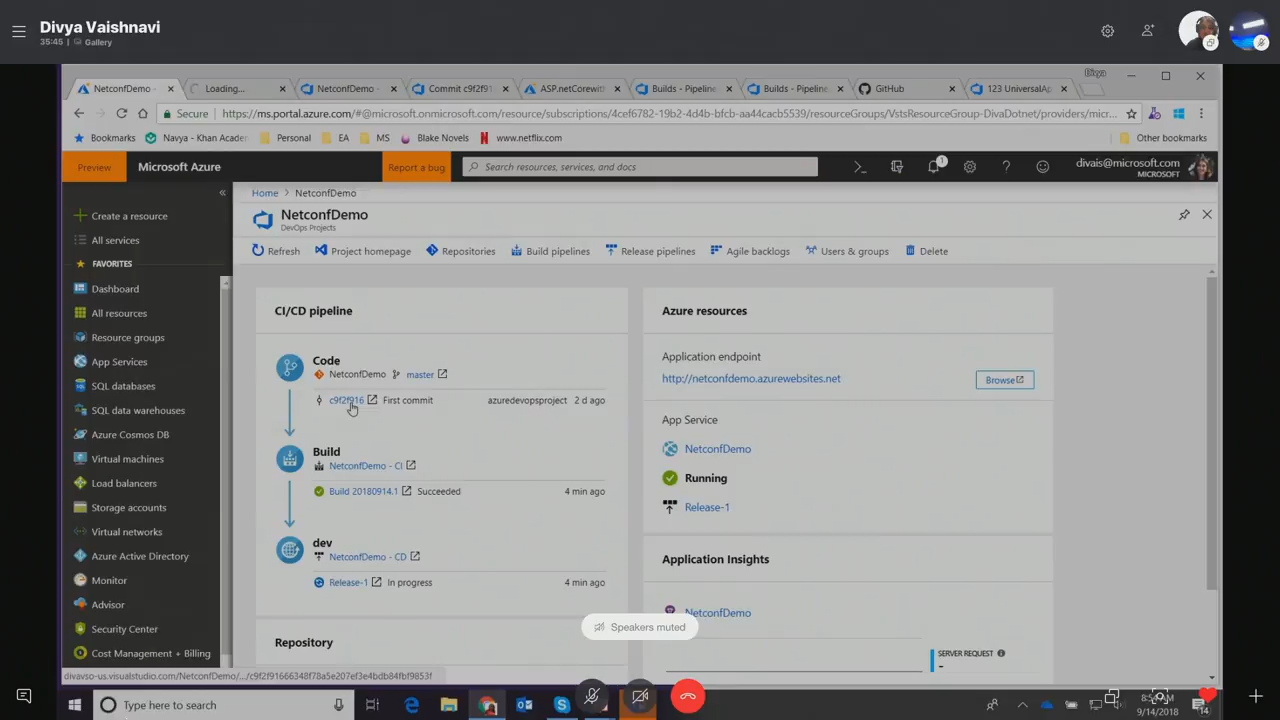 Divya Vaishnavi
35:45 | Gallery
Divya
NetconfDemo -
Loading...
NetconfDemo -
Commit c9f2f91
ASP.netCorewith
Builds - Pipeline
Builds - Pipeline
GitHub
123 UniversalAp
Secure | https://ms.portal.azure.com/#@microsoft.onmicrosoft.com/resource/subscriptions/4cef6782-19b2-4d4b-bfcb-aa44cacb5539/resourceGroups/VstsResourceGroup-DivaDotnet/providers/micr...
Bookmarks
Navya - Khan Acaden
Personal
EA
MS
Blake Novels
www.netflix.com
Other bookmarks
Preview
Microsoft Azure
Report a bug
Search resources, services, and docs
1
divais@microsoft.com
MICROSOFT
Create a resource
All services
FAVORITES
Dashboard
All resources
Resource groups
App Services
SQL databases
SQL data warehouses
Azure Cosmos DB
Virtual machines
Load balancers
Storage accounts
Virtual networks
Azure Active Directory
Monitor
Advisor
Security Center
Cost Management + Billing
Home > NetconfDemo
NetconfDemo
DevOps Projects
Refresh
Project homepage
Repositories
Build pipelines
Release pipelines
Agile backlogs
Users & groups
Delete
CI/CD pipeline
Code
NetconfDemo master
c9f2f916 First commit azuredevopsproject 2 d ago
Build
NetconfDemo - CI
Build 20180914.1 Succeeded 4 min ago
dev
NetconfDemo - CD
Release-1 In progress 4 min ago
Repository
Azure resources
Application endpoint
http://netconfdemo.azurewebsites.net
Browse
App Service
NetconfDemo
Running
Release-1
Application Insights
NetconfDemo
SERVER REQUEST
-
Speakers muted
divavso-us.visualstudio.com/NetconfDemo/.../c9f2f91666348f78a5e207ef3e4bdb84fbf9853f
Type here to search
9/14/2018
14